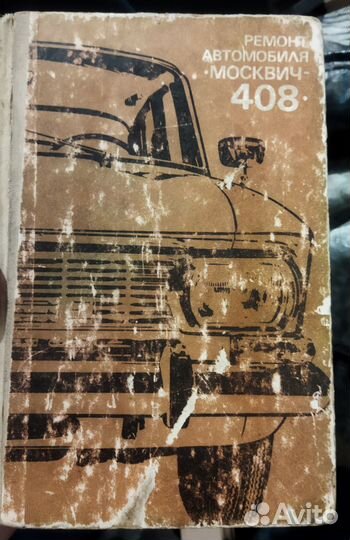 РЕМОНТ
АВТОМОБИЛЯ
·МОСКВИЧ-
408·
Avito